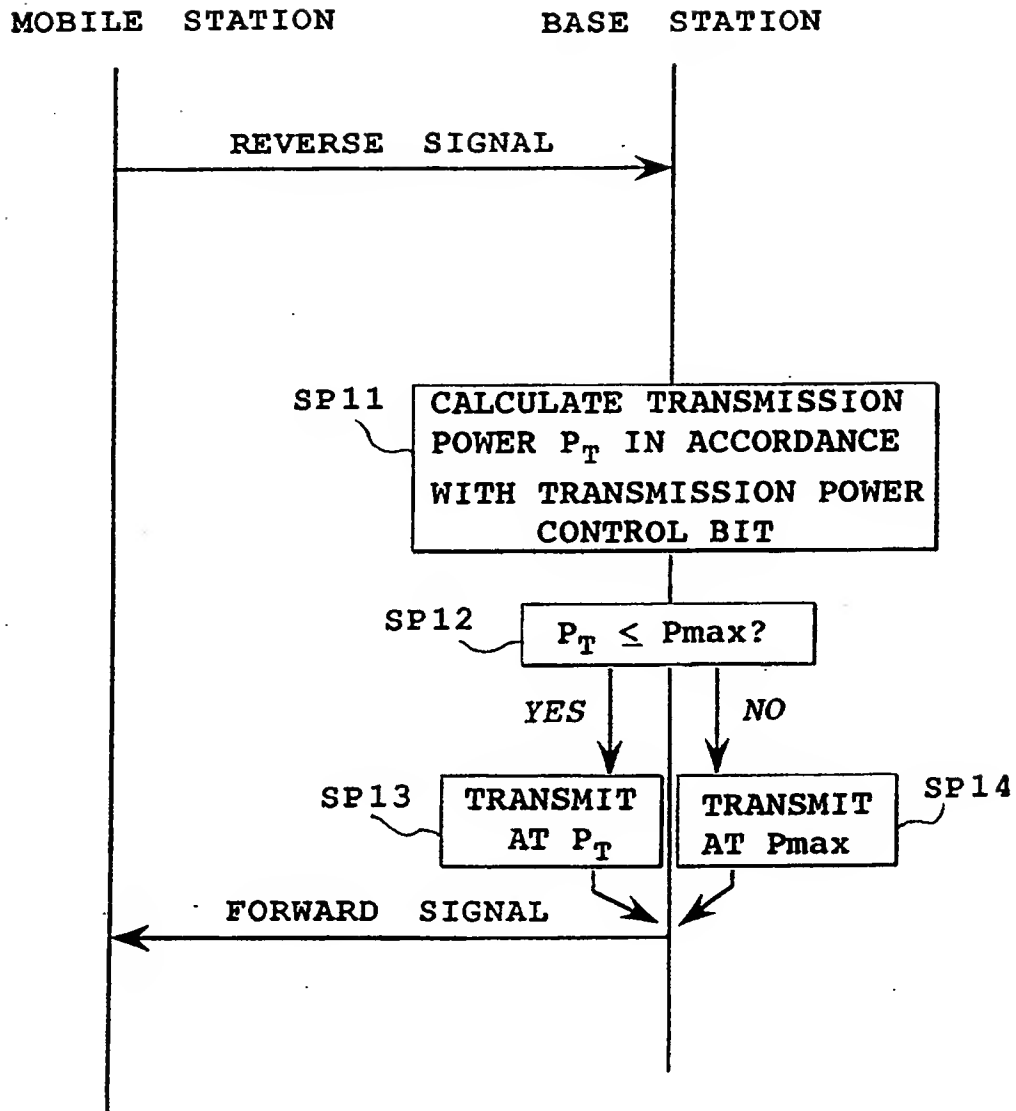 MOBILE STATION BASE STATION
REVERSE SIGNAL
SP11
CALCULATE TRANSMISSION
POWER P_T IN ACCORDANCE
WITH TRANSMISSION POWER
CONTROL BIT
SP12
P_T ≤ Pmax?
YES NO
SP13
TRANSMIT
AT P_T
TRANSMIT
AT Pmax
SP14
FORWARD SIGNAL